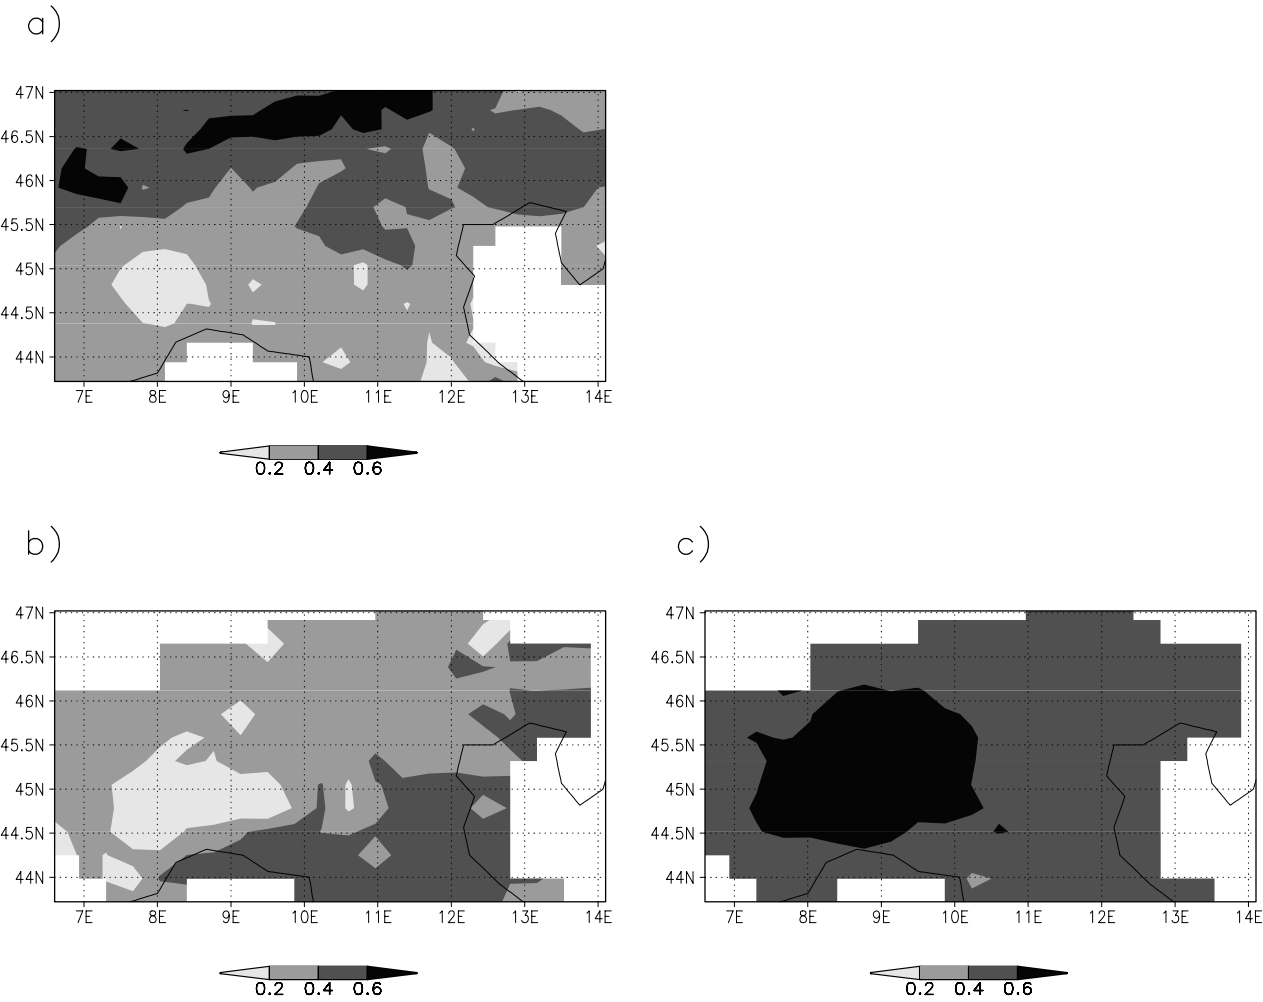 a)
47N
46.5N
46N
45.5N
45N
44.5N
44N
7E 8E 9E 10E 11E 12E 13E 14E
0.2 0.4 0.6
b) c)
47N 47N
46.5N 46.5N
46N 46N
45.5N 45.5N
45N 45N
44.5N 44.5N
44N 44N
7E 8E 9E 10E 11E 12E 13E 14E 7E 8E 9E 10E 11E 12E 13E 14E
0.2 0.4 0.6 0.2 0.4 0.6